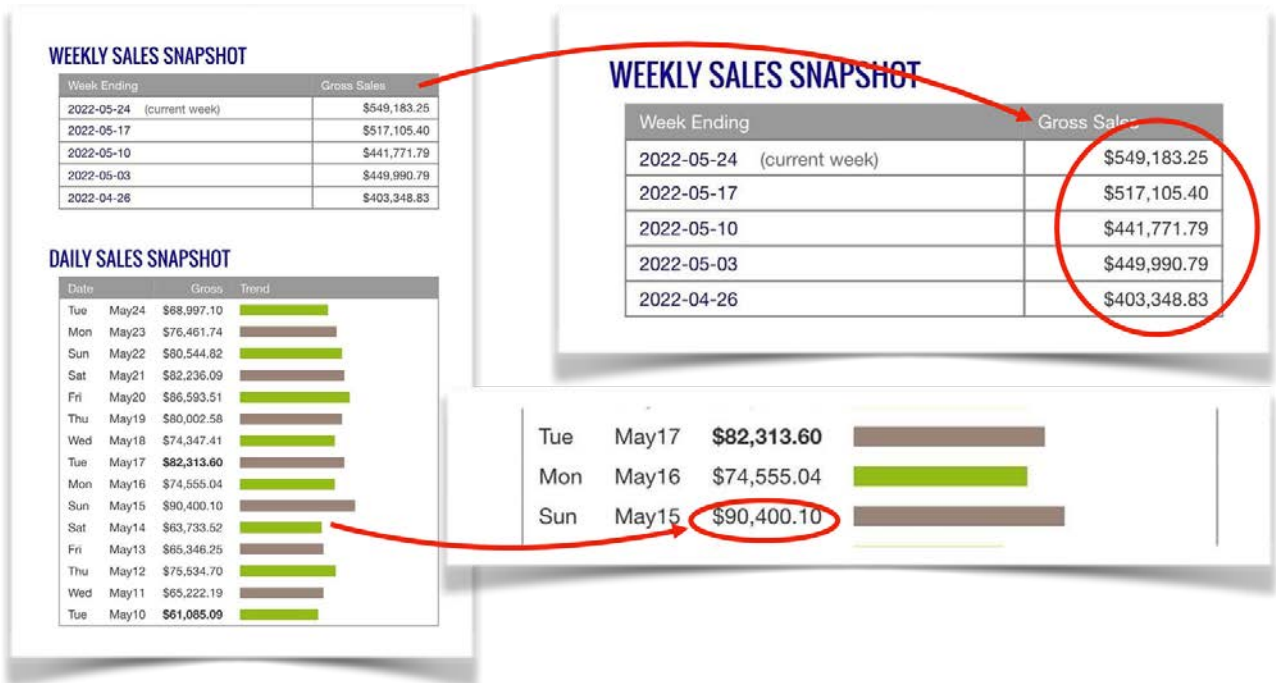 WEEKLY SALES SNAPSHOT
Week Ending Gross Sales
2022-05-24 (current week) $549,183.25
2022-05-17 $517,105.40
2022-05-10 $441,771.79
2022-05-03 $449,990.79
2022-04-26 $403,348.83
DAILY SALES SNAPSHOT
Date Gross Trend
Tue May24 $68,997.10
Mon May23 $76,461.74
Sun May22 $80,544.82
Sat May21 $82,236.09
Fri May20 $86,593.51
Thu May19 $80,002.58
Wed May18 $74,347.41
Tue May17 $82,313.60
Mon May16 $74,555.04
Sun May15 $90,400.10
Sat May14 $63,733.52
Fri May13 $65,346.25
Thu May12 $75,534.70
Wed May11 $65,222.19
Tue May10 $61,085.09
WEEKLY SALES SNAPSHOT
Week Ending Gross Sales
2022-05-24 (current week) $549,183.25
2022-05-17 $517,105.40
2022-05-10 $441,771.79
2022-05-03 $449,990.79
2022-04-26 $403,348.83
Tue May17 $82,313.60
Mon May16 $74,555.04
Sun May15 $90,400.10